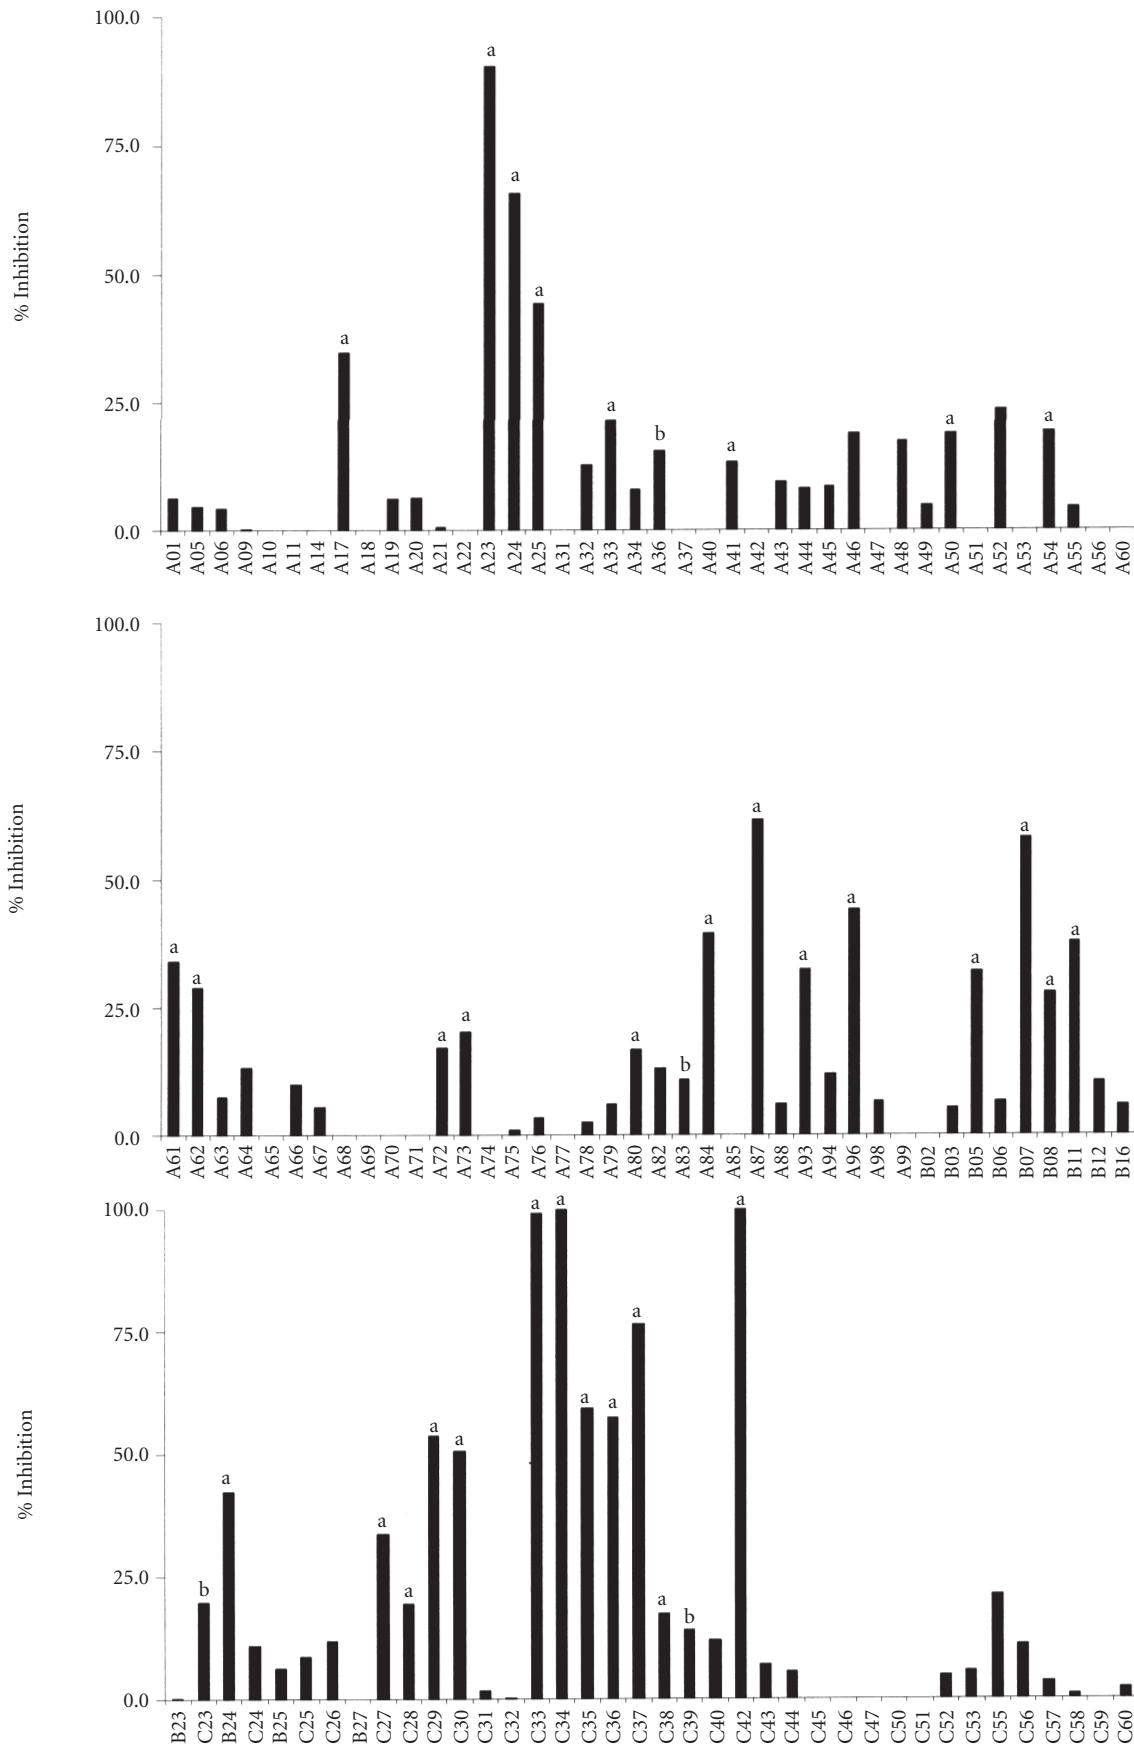 100.0
75.0
50.0
25.0
0.0
% Inhibition
a
a
a
a
a
b
a
a
a
A01 A05 A06 A09 A10 A11 A14 A17 A18 A19 A20 A21 A22 A23 A24 A25 A31 A32 A33 A34 A36 A37 A40 A41 A42 A43 A44 A45 A46 A47 A48 A49 A50 A51 A52 A53 A54 A55 A56 A60
100.0
75.0
50.0
25.0
0.0
% Inhibition
a
a
a
a
a
b
a
a
a
a
a
a
a
a
A61 A62 A63 A64 A65 A66 A67 A68 A69 A70 A71 A72 A73 A74 A75 A76 A77 A78 A79 A80 A82 A83 A84 A85 A87 A88 A93 A94 A96 A98 A99 B02 B03 B05 B06 B07 B08 B11 B12 B16
100.0
75.0
50.0
25.0
0.0
% Inhibition
b
a
a
a
a
a
a
a
a
a
a
a
b
a
B23 C23 B24 C24 B25 C25 C26 B27 C27 C28 C29 C30 C31 C32 C33 C34 C35 C36 C37 C38 C39 C40 C42 C43 C44 C45 C46 C47 C50 C51 C52 C53 C55 C56 C57 C58 C59 C60